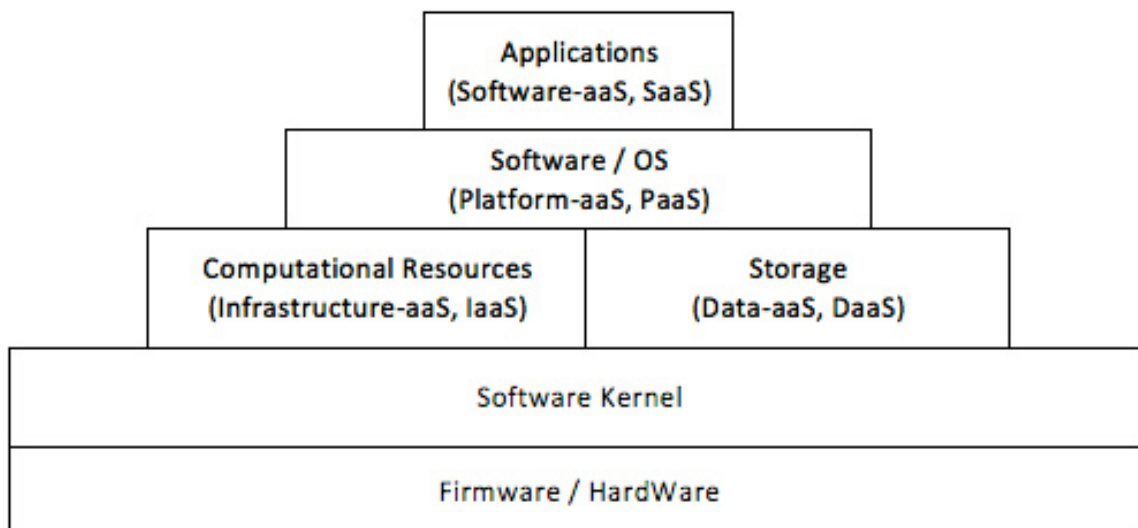 Applications
(Software-aaS, SaaS)
Software / OS
(Platform-aaS, PaaS)
Computational Resources
(Infrastructure-aaS, IaaS)
Storage
(Data-aaS, DaaS)
Software Kernel
Firmware / HardWare